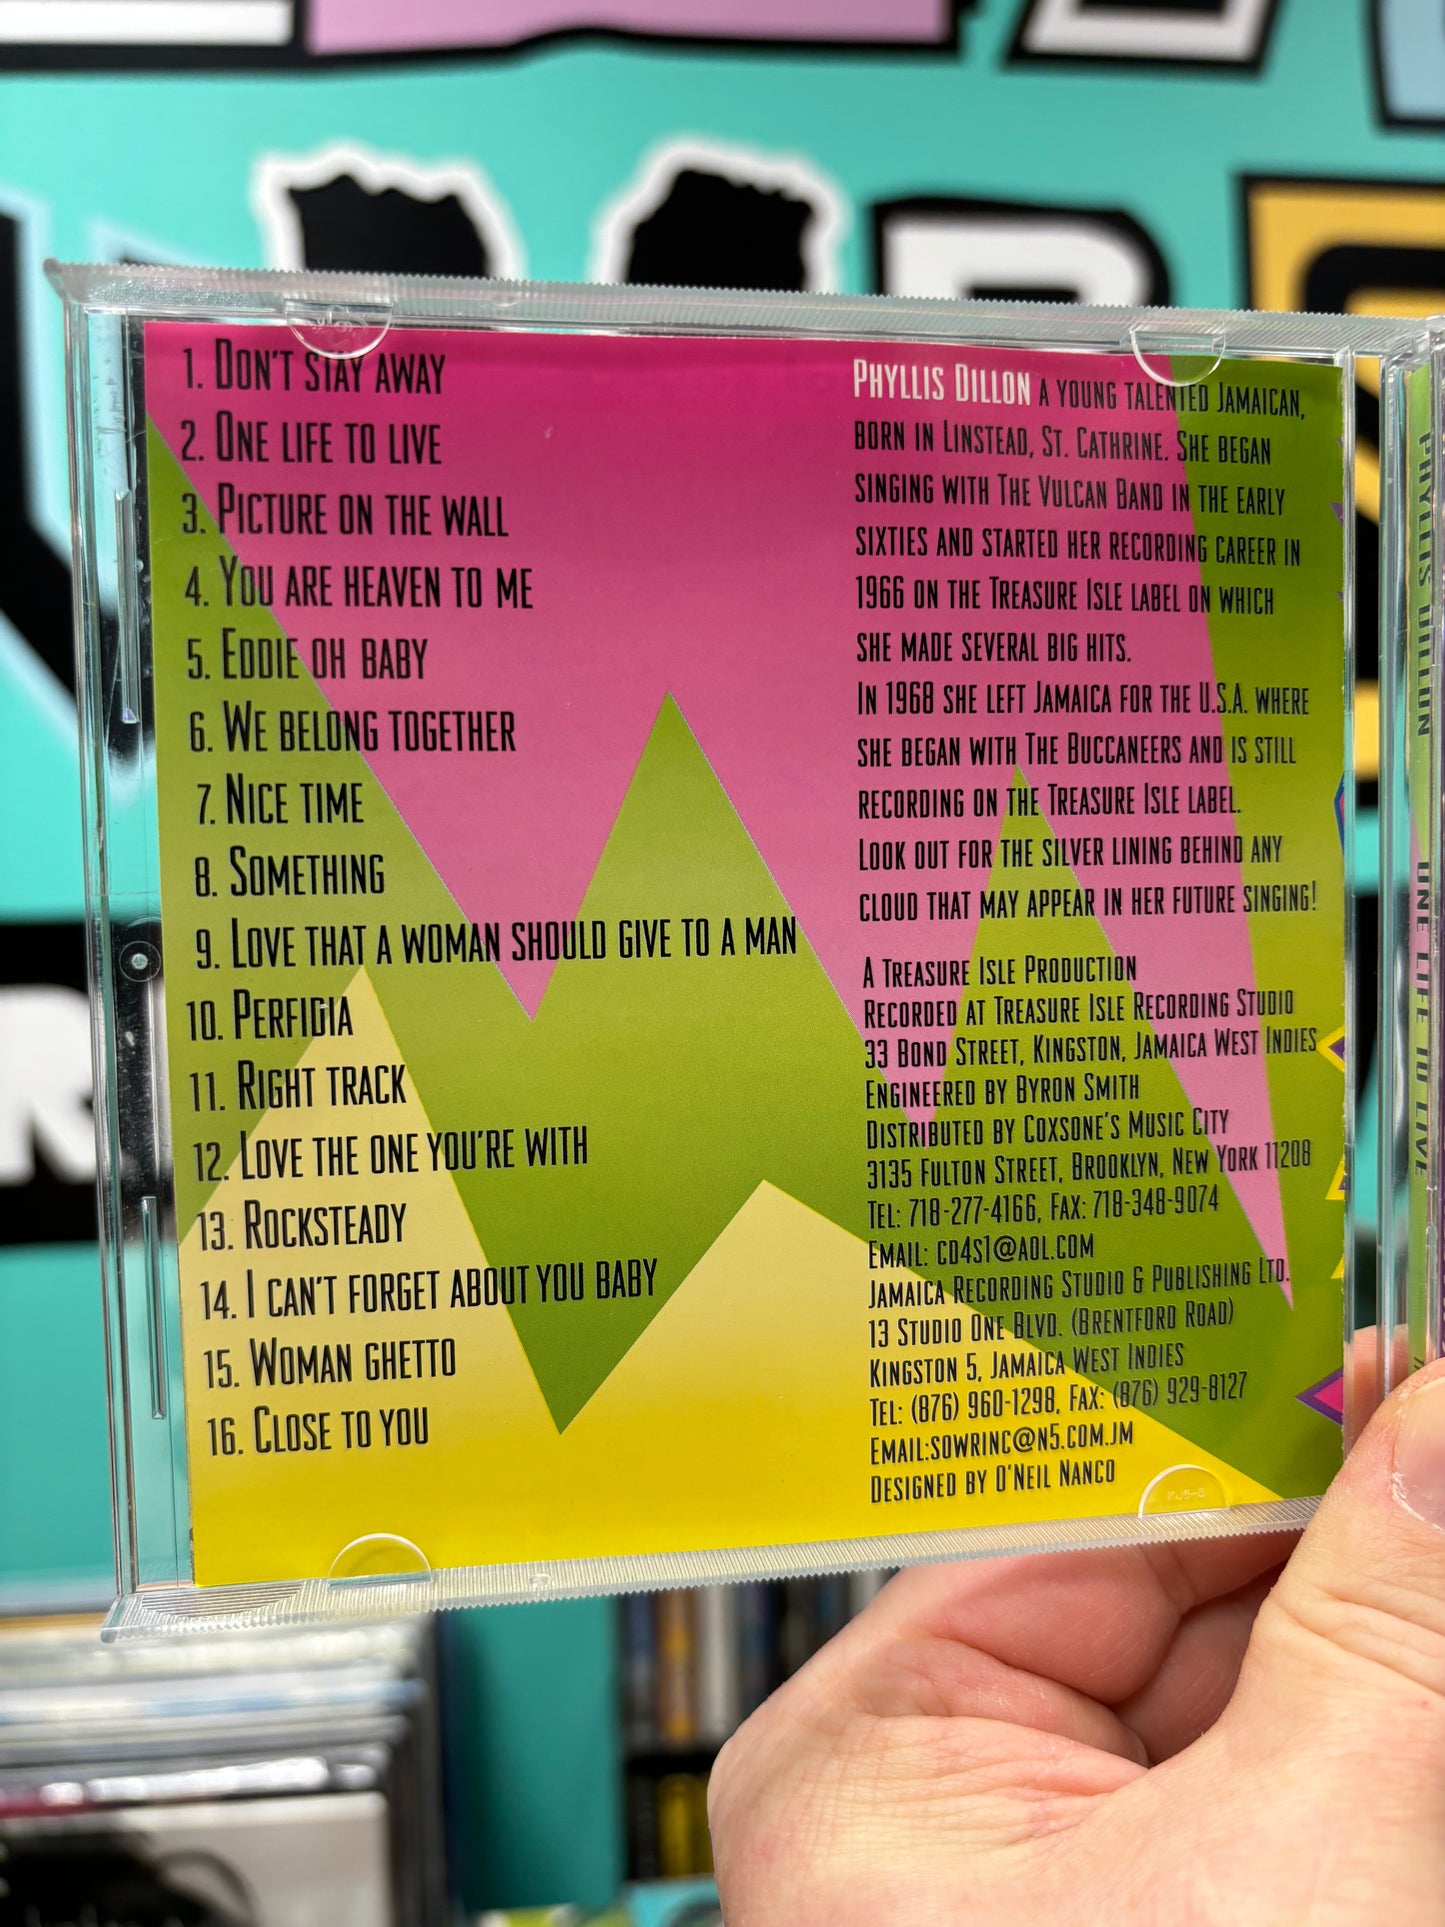 1. Don't stay away
2. One life to live
3. Picture on the wall
4. You are heaven to me
5. Eddie oh baby
6. We belong together
7. Nice time
8. Something
9. Love that a woman should give to a man
10. Perfidia
11. Right track
12. Love the one you're with
13. Rocksteady
14. I can't forget about you baby
15. Woman ghetto
16. Close to you
Phyllis Dillon a young talented Jamaican,
born in Linstead, St. Cathrine. She began
singing with The Vulcan Band in the early
sixties and started her recording career in
1966 on the Treasure Isle label on which
she made several big hits.
In 1968 she left Jamaica for the U.S.A. where
she began with The Buccaneers and is still
recording on the Treasure Isle label.
Look out for the silver lining behind any
cloud that may appear in her future singing!
A Treasure Isle Production
Recorded at Treasure Isle Recording Studio
33 Bond Street, Kingston, Jamaica West Indies
Engineered by Byron Smith
Distributed by Coxsone's Music City
3135 Fulton Street, Brooklyn, New York 11208
Tel: 718-277-4166, Fax: 718-348-9074
Email: cd4s1@aol.com
Jamaica Recording Studio & Publishing Ltd.
13 Studio One Blvd. (Brentford Road)
Kingston 5, Jamaica West Indies
Tel: (876) 960-1298, Fax: (876) 929-8127
Email:sowrinc@n5.com.jm
Designed by O'Neil Nanco
Phyllis Dillon
One Life To Live